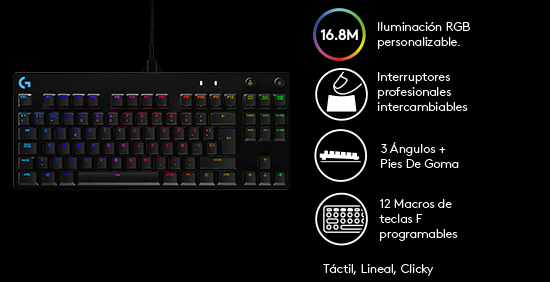 16.8M
Iluminación RGB
personalizable.
Interruptores
profesionales
intercambiables
3 Ángulos +
Pies De Goma
12 Macros de
teclas F
programables
Táctil, Lineal, Clicky